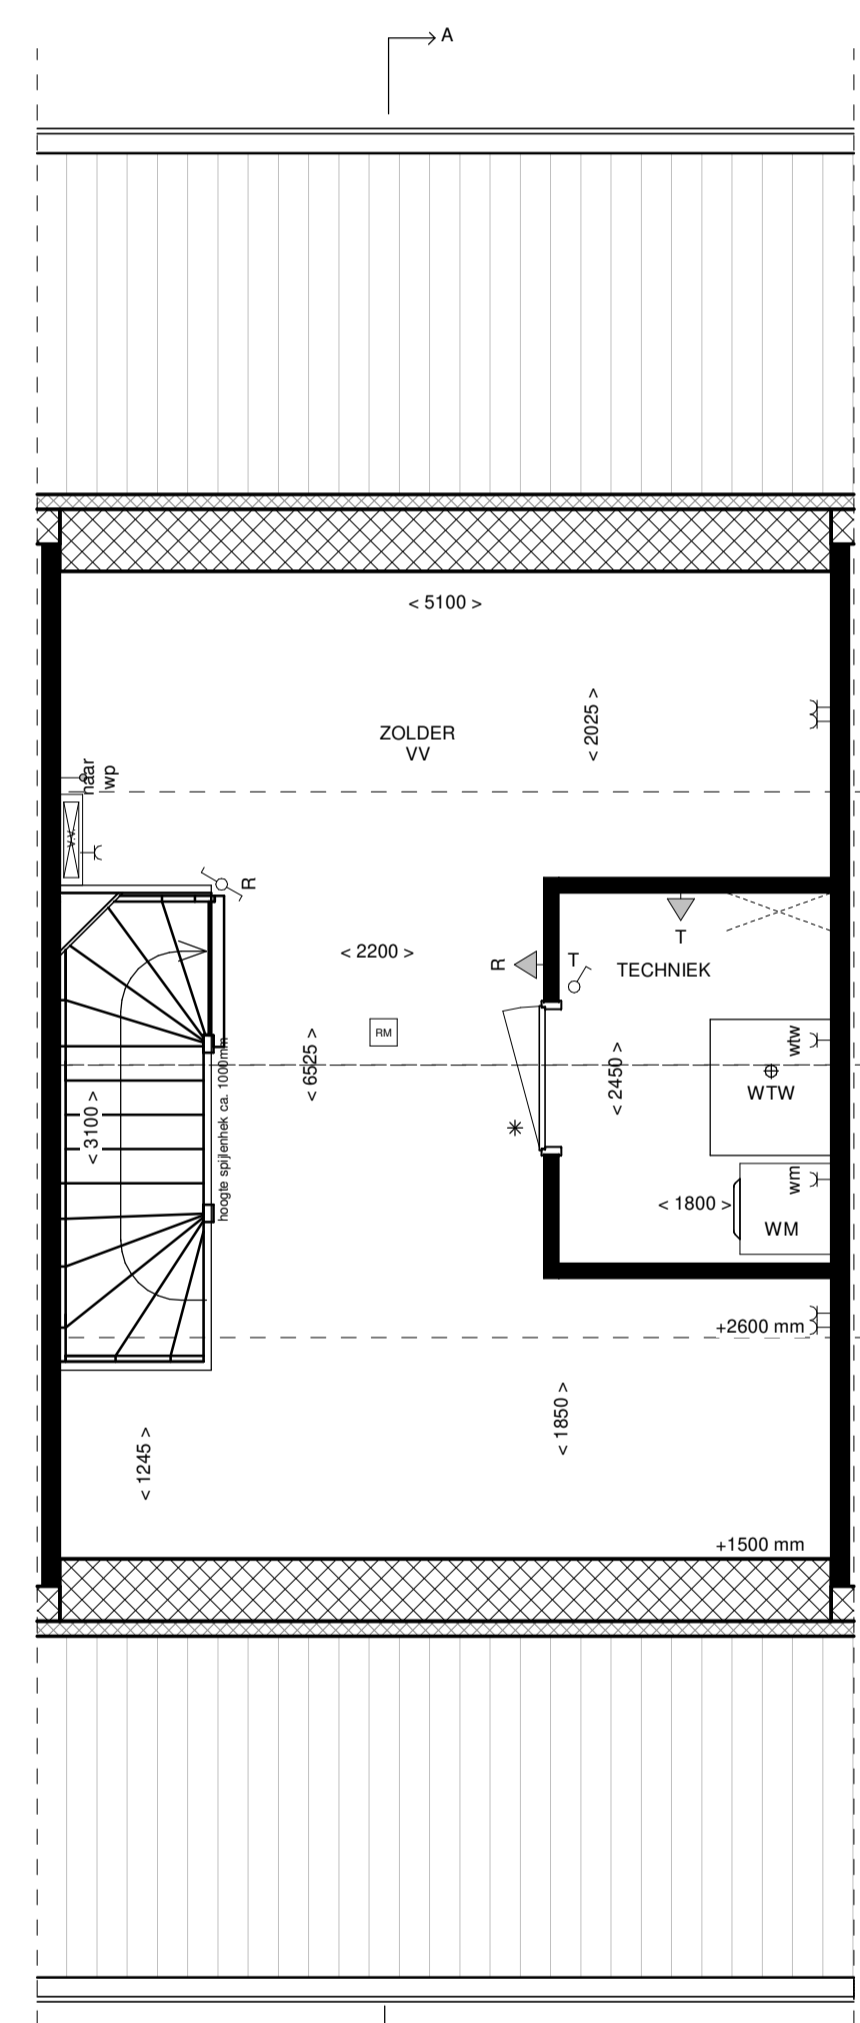 A
< 5100 >
< 2025 >
ZOLDER
VV
naar
wp
v.v.
R
< 2200 >
R
T
T
TECHNIEK
RM
< 6525 >
hoogte spijlenhek ca. 1000mm
< 3100 >
< 2450 >
wtw
WTW
*
wm
< 1800 >
WM
+2600 mm
< 1850 >
< 1245 >
+1500 mm